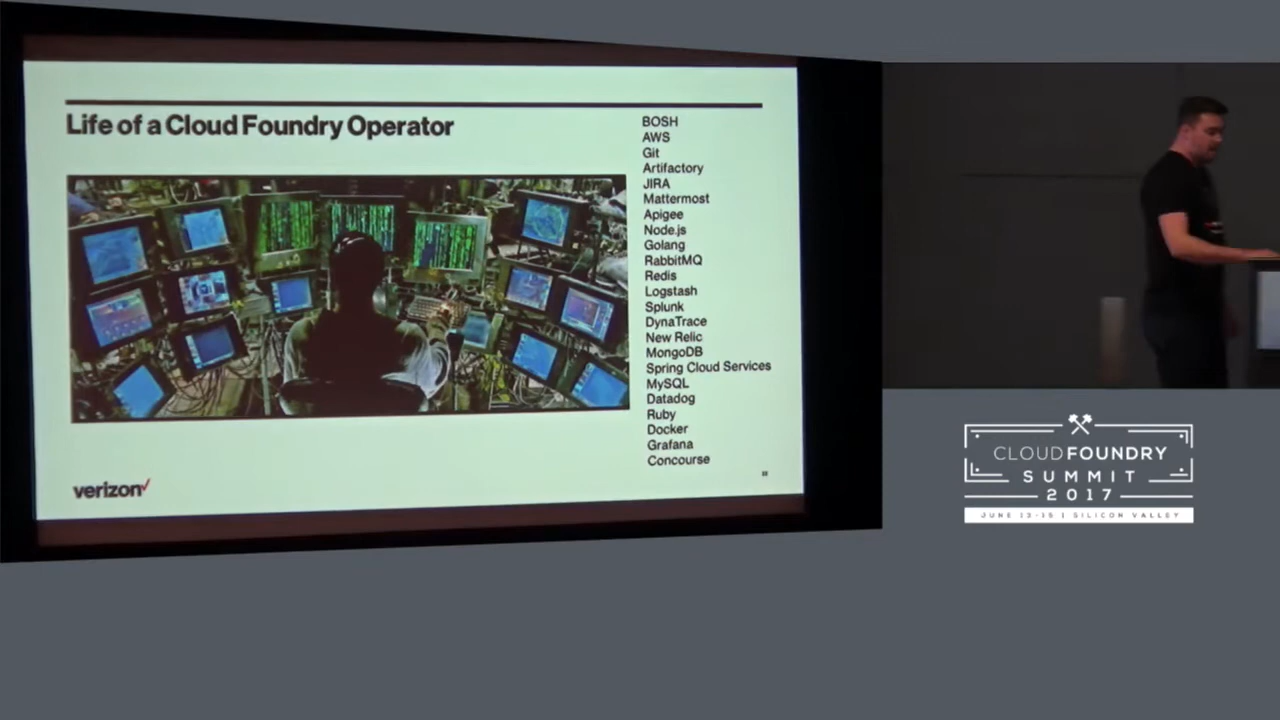 Life of a Cloud Foundry Operator
BOSH
AWS
Git
Artifactory
JIRA
Mattermost
Apigee
Node.js
Golang
RabbitMQ
Redis
Logstash
Splunk
DynaTrace
New Relic
MongoDB
Spring Cloud Services
MySQL
Datadog
Ruby
Docker
Grafana
Concourse
verizon
CLOUDFOUNDRY
SUMMIT
2017
JUNE 13-15 | SILICON VALLEY